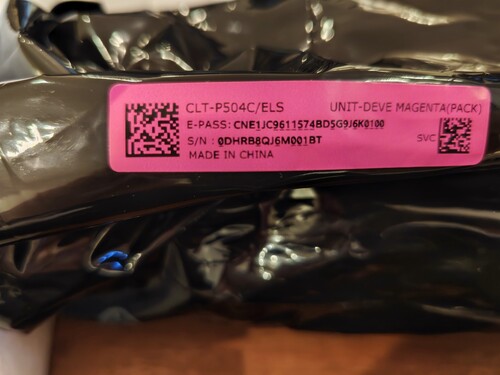 CLT-P504C/ELS UNIT-DEVE MAGENTA(PACK)
E-PASS: CNE1JC9611574BD5G9J6K0100
S/N : 0DHRB8QJ6M001BT
SVC
MADE IN CHINA